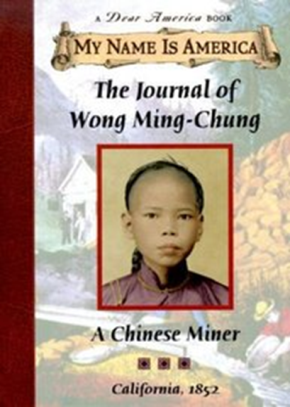 A Dear America BOOK
MY NAME IS AMERICA
The Journal of
Wong Ming-Chung
A Chinese Miner
California, 1852